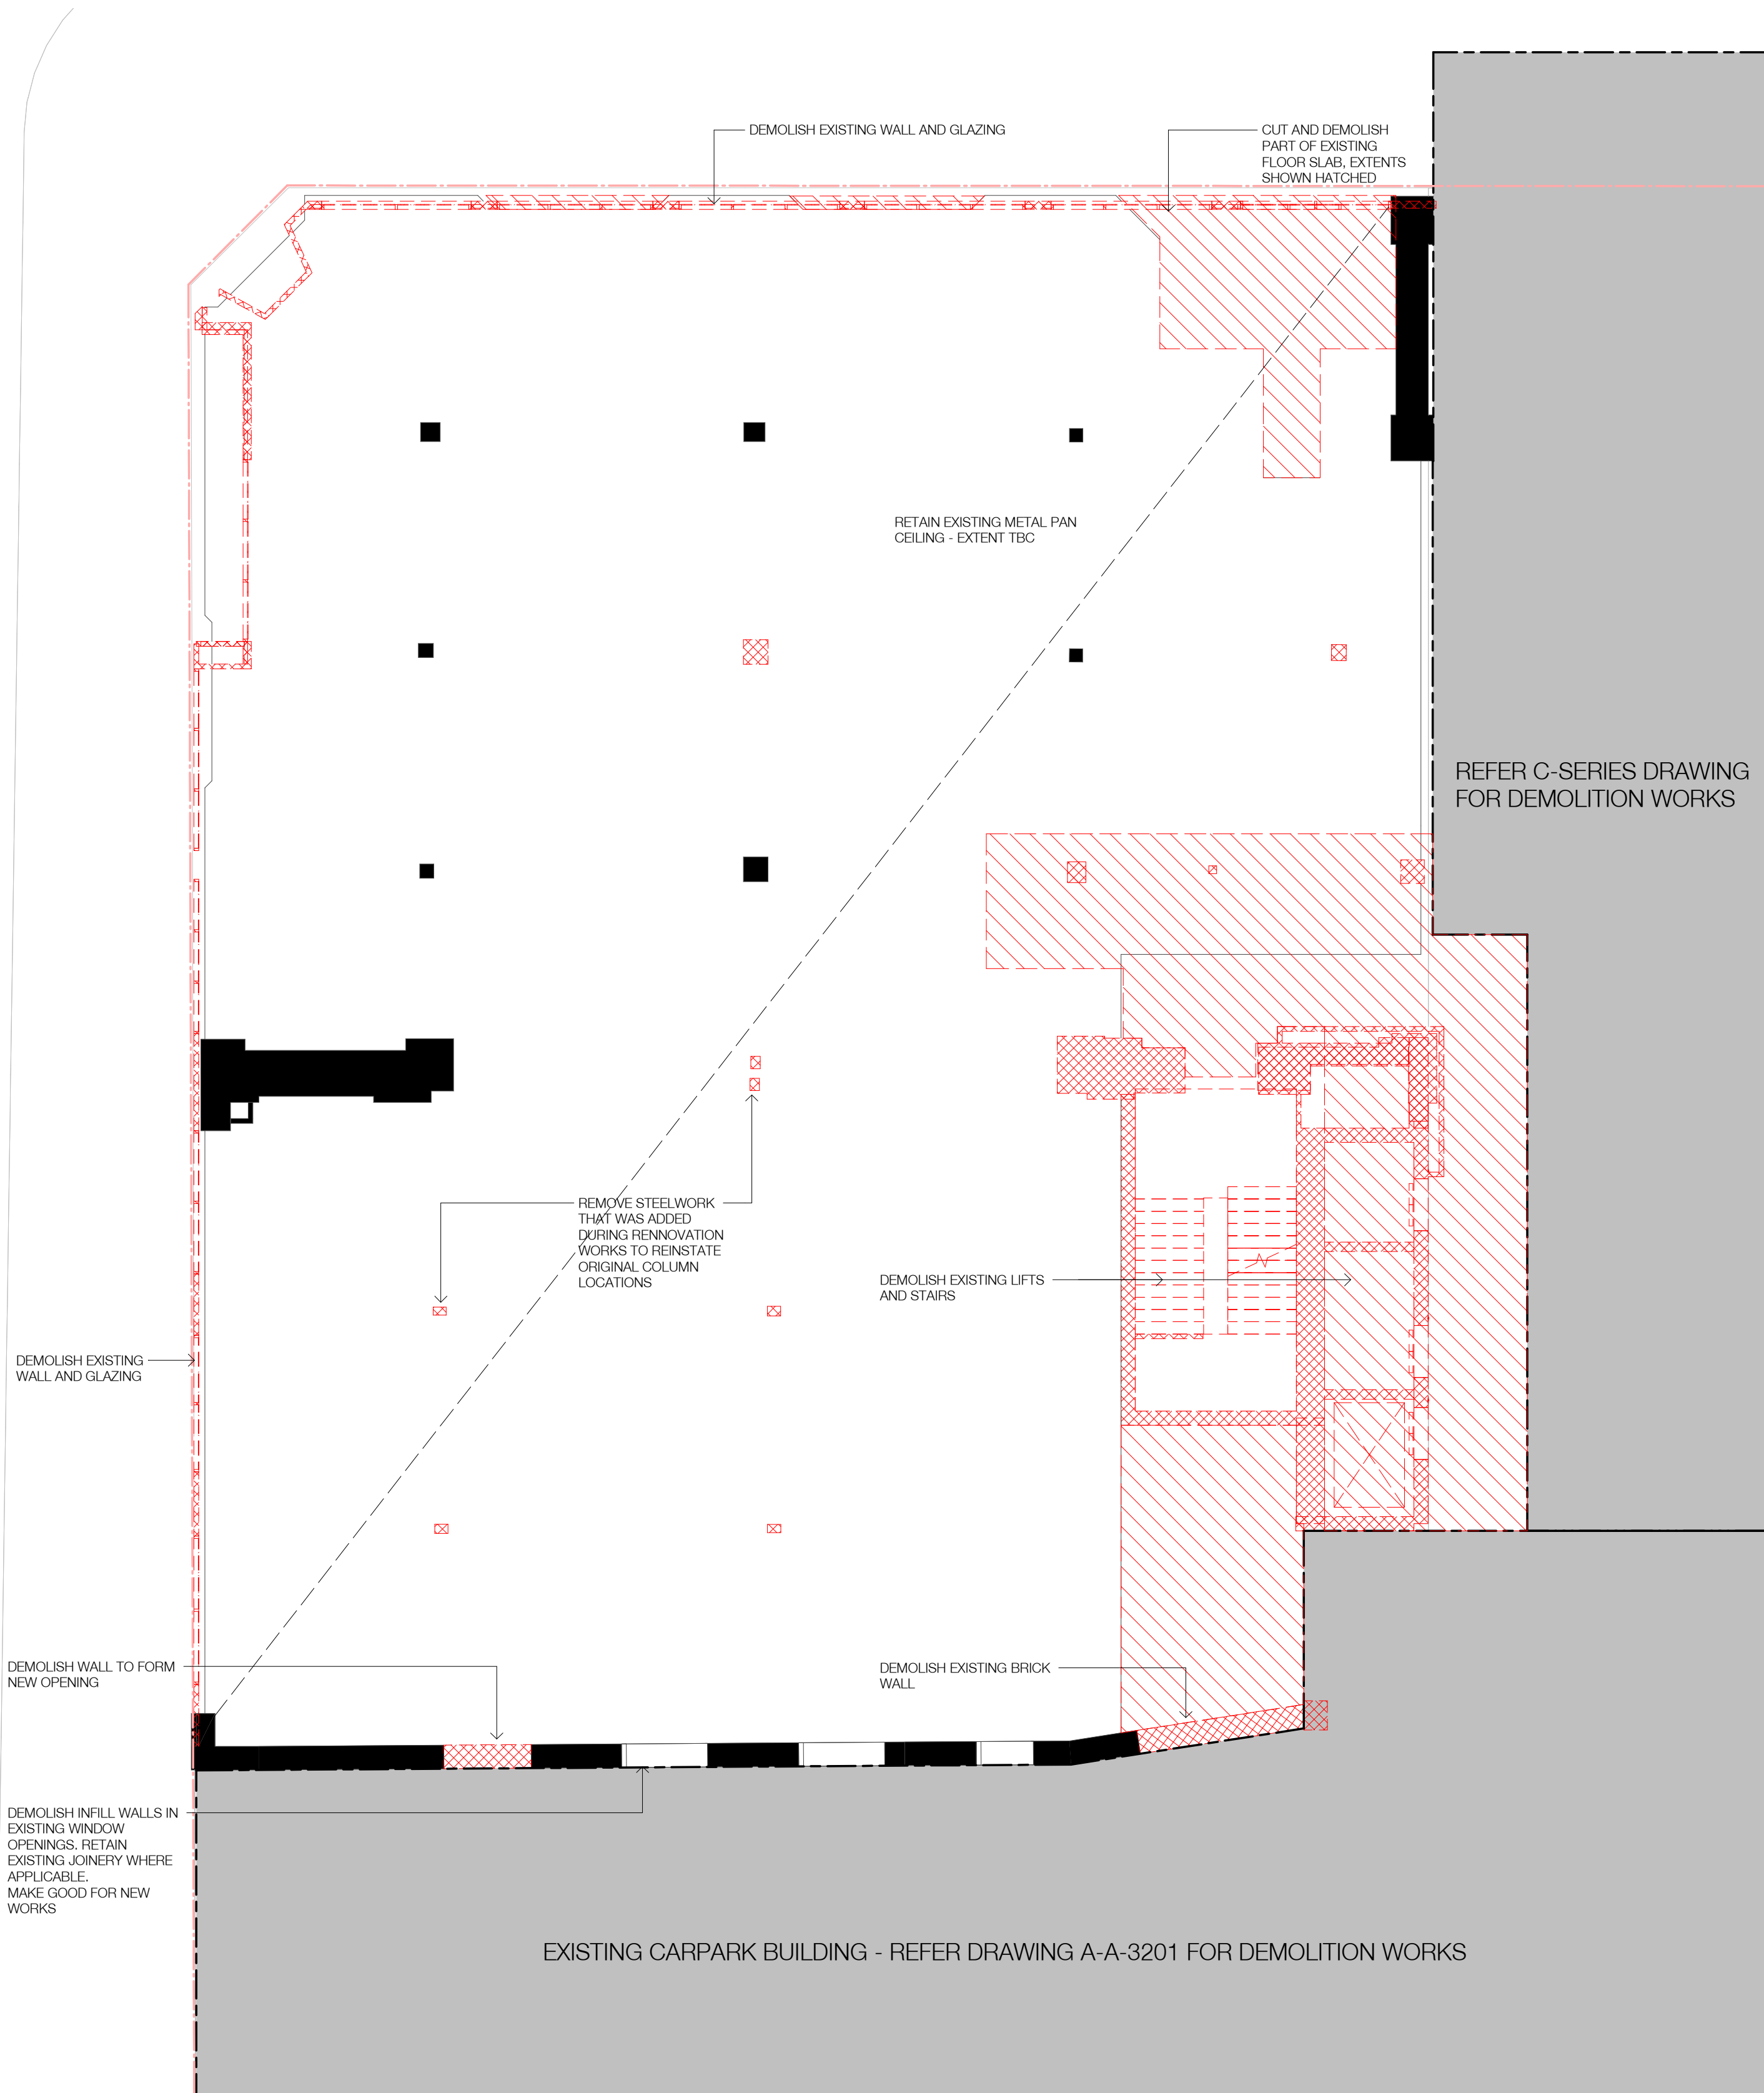 DEMOLISH EXISTING WALL AND GLAZING
CUT AND DEMOLISH
PART OF EXISTING
FLOOR SLAB, EXTENTS
SHOWN HATCHED
RETAIN EXISTING METAL PAN
CEILING - EXTENT TBC
REFER C-SERIES DRAWING
FOR DEMOLITION WORKS
REMOVE STEELWORK
THAT WAS ADDED
DURING RENNOVATION
WORKS TO REINSTATE
ORIGINAL COLUMN
LOCATIONS
DEMOLISH EXISTING LIFTS
AND STAIRS
DEMOLISH EXISTING
WALL AND GLAZING
DEMOLISH WALL TO FORM
NEW OPENING
DEMOLISH EXISTING BRICK
WALL
DEMOLISH INFILL WALLS IN
EXISTING WINDOW
OPENINGS. RETAIN
EXISTING JOINERY WHERE
APPLICABLE.
MAKE GOOD FOR NEW
WORKS
EXISTING CARPARK BUILDING - REFER DRAWING A-A-3201 FOR DEMOLITION WORKS